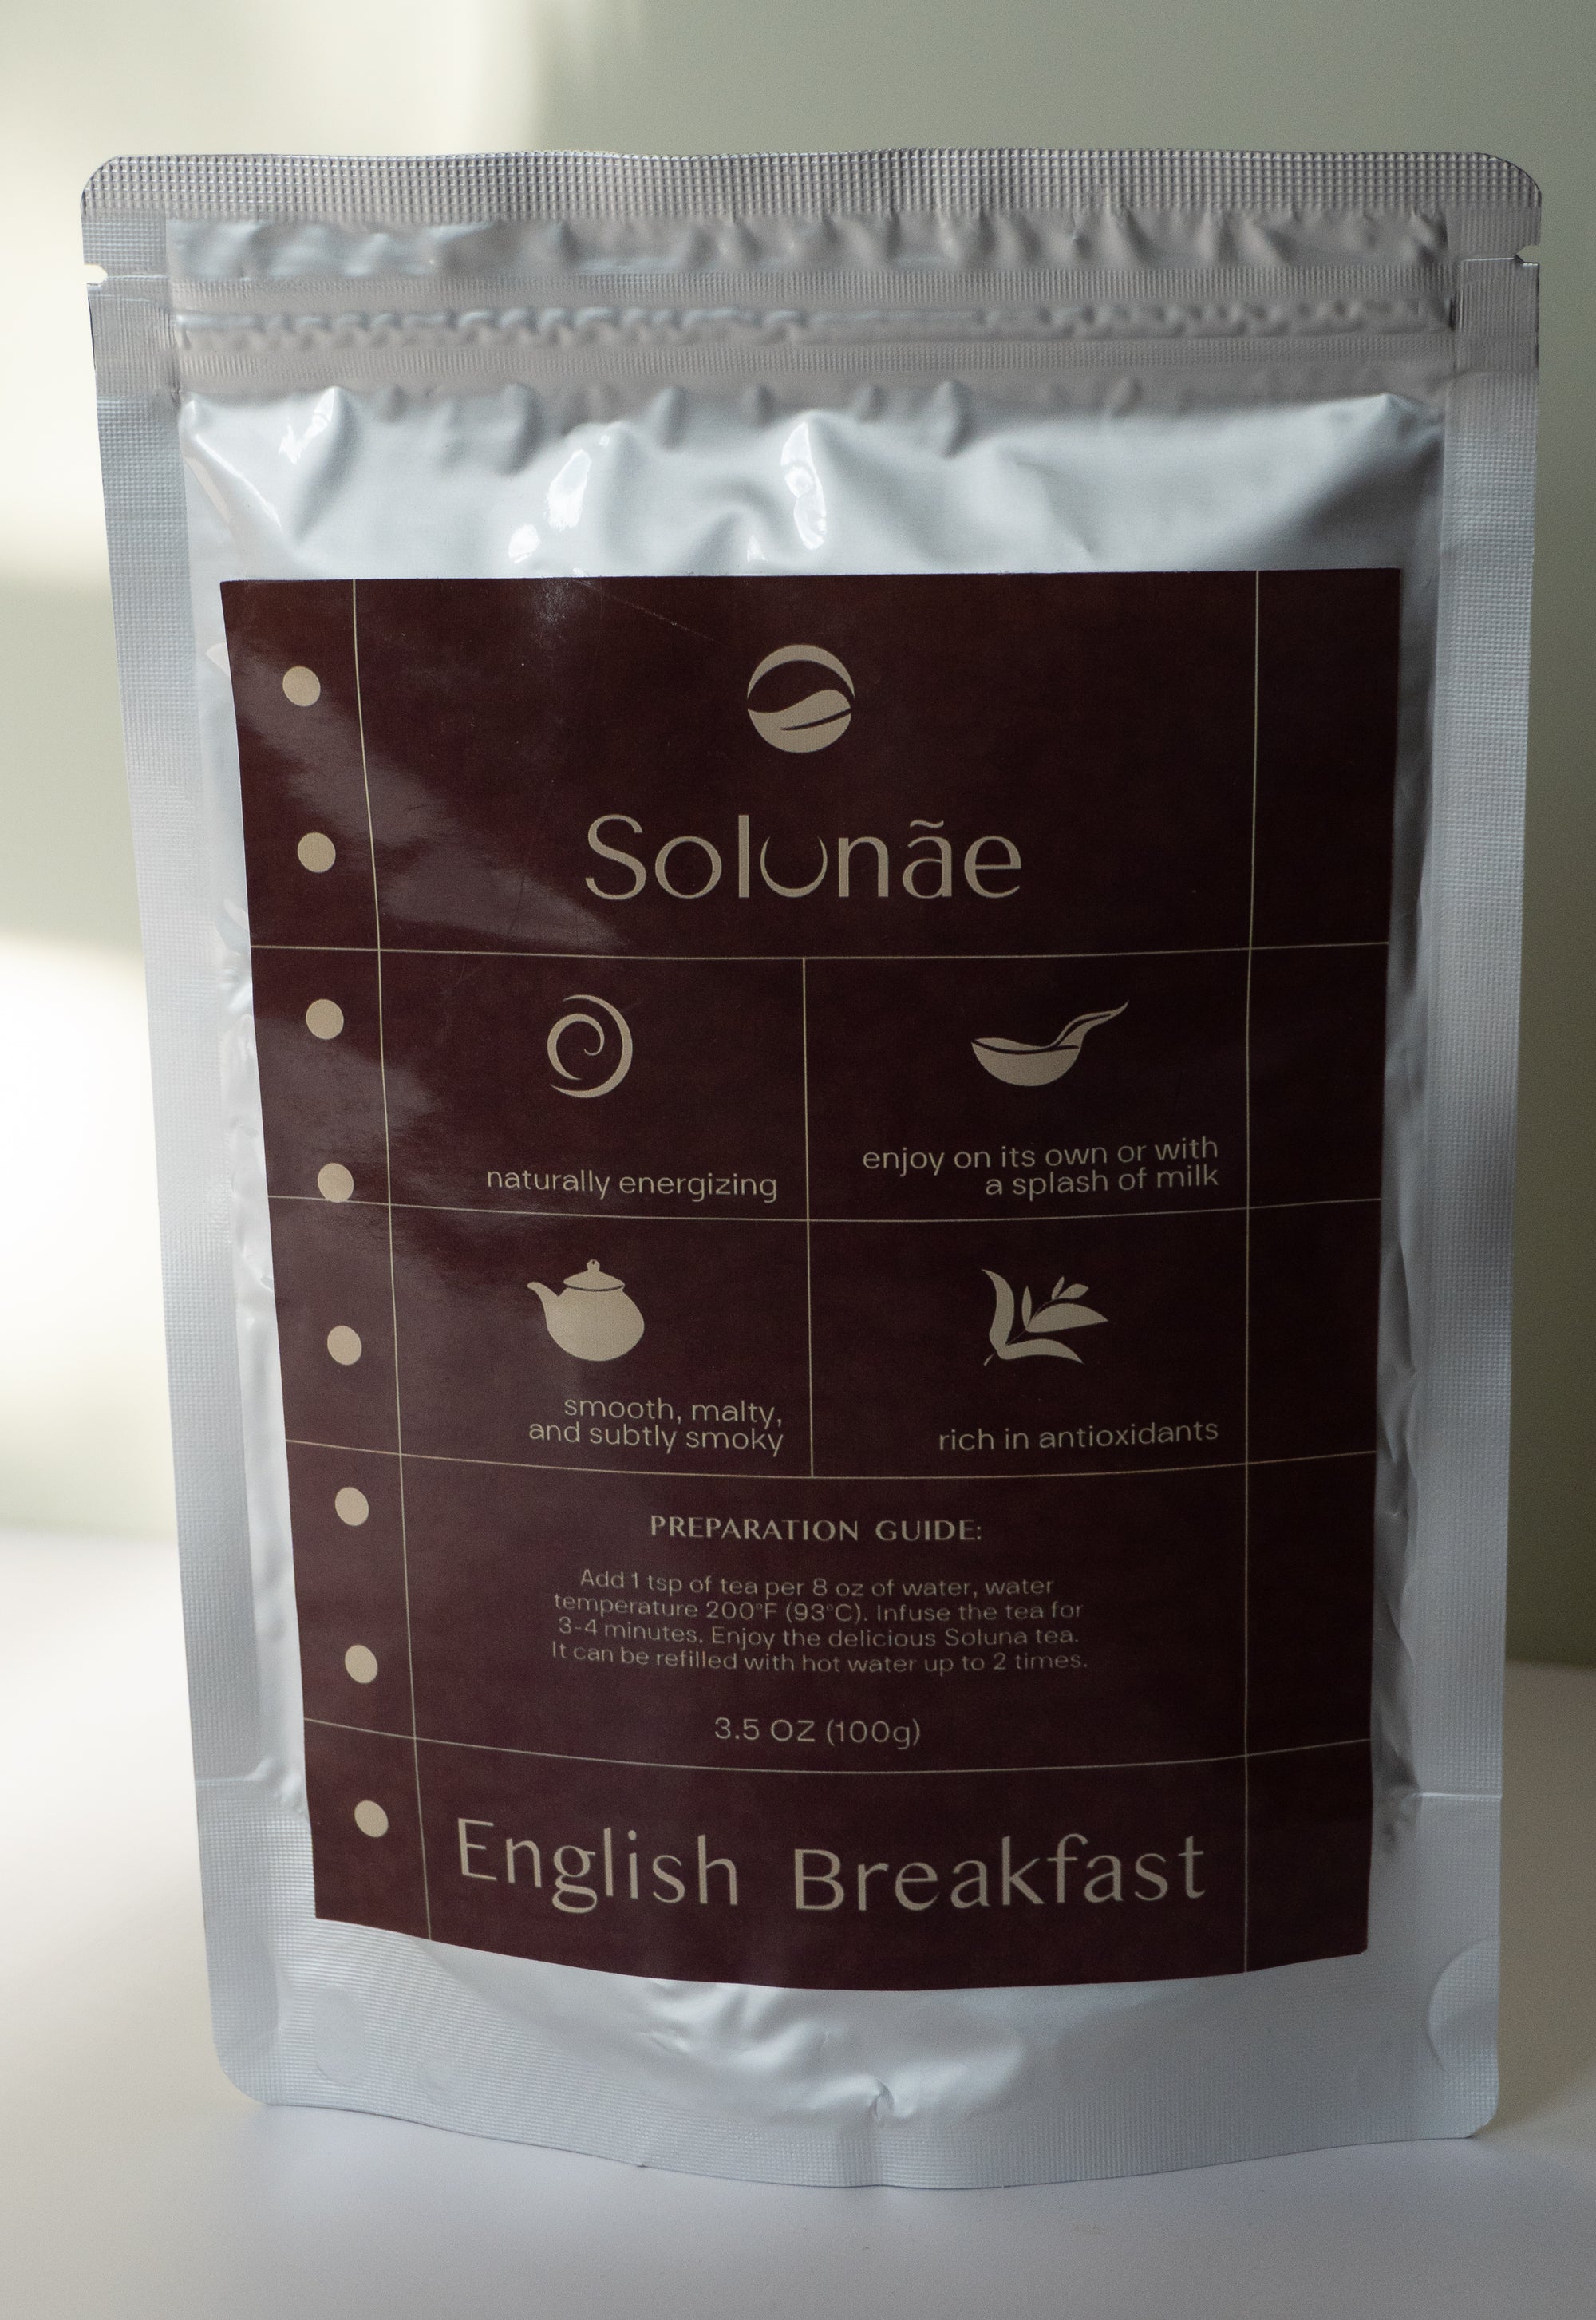 Solunãe
naturally energizing
enjoy on its own or with
a splash of milk
smooth, malty,
and subtly smoky
rich in antioxidants
PREPARATION GUIDE:
Add 1 tsp of tea per 8 oz of water, water
temperature 200°F (93°C). Infuse the tea for
3-4 minutes. Enjoy the delicious Soluna tea.
It can be refilled with hot water up to 2 times.
3.5 OZ (100g)
English Breakfast